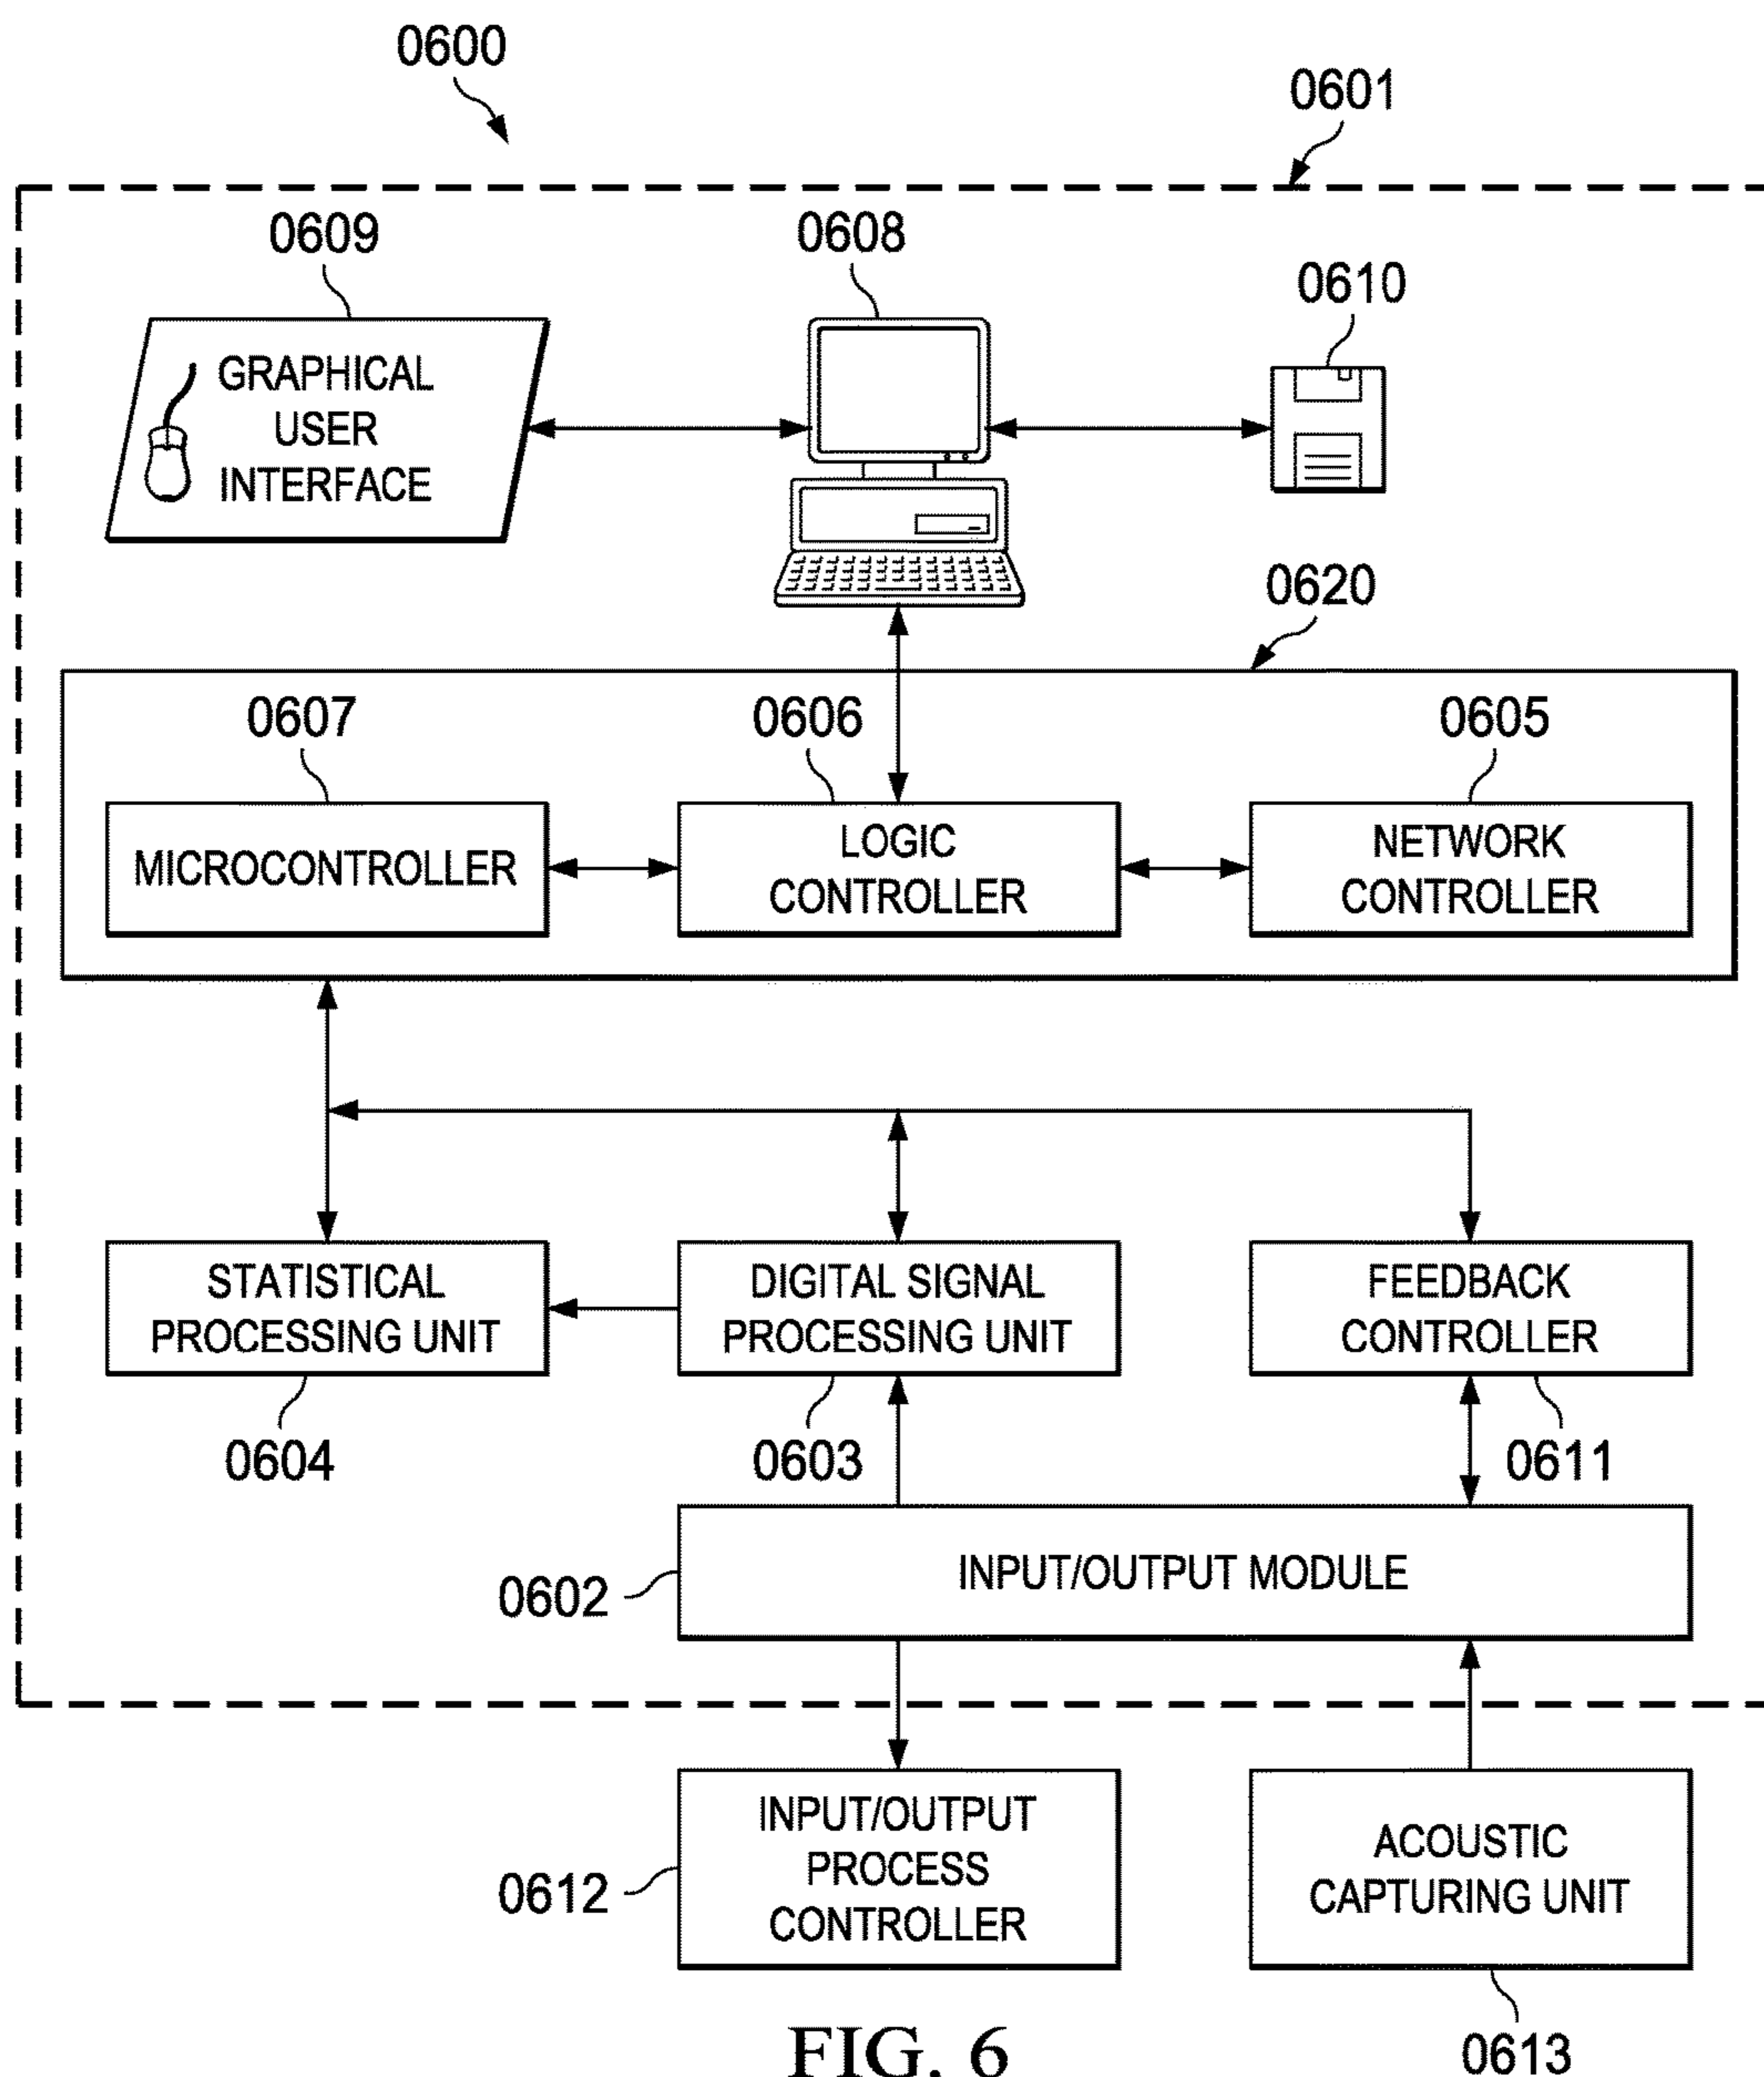 0600
0601
0609
0608
0610
GRAPHICAL
USER
INTERFACE
0620
0607
0606
0605
MICROCONTROLLER
LOGIC
CONTROLLER
NETWORK
CONTROLLER
STATISTICAL
PROCESSING UNIT
DIGITAL SIGNAL
PROCESSING UNIT
FEEDBACK
CONTROLLER
0604
0603
0611
INPUT/OUTPUT MODULE
0602
INPUT/OUTPUT
PROCESS
CONTROLLER
0612
ACOUSTIC
CAPTURING UNIT
0613
FIG. 6